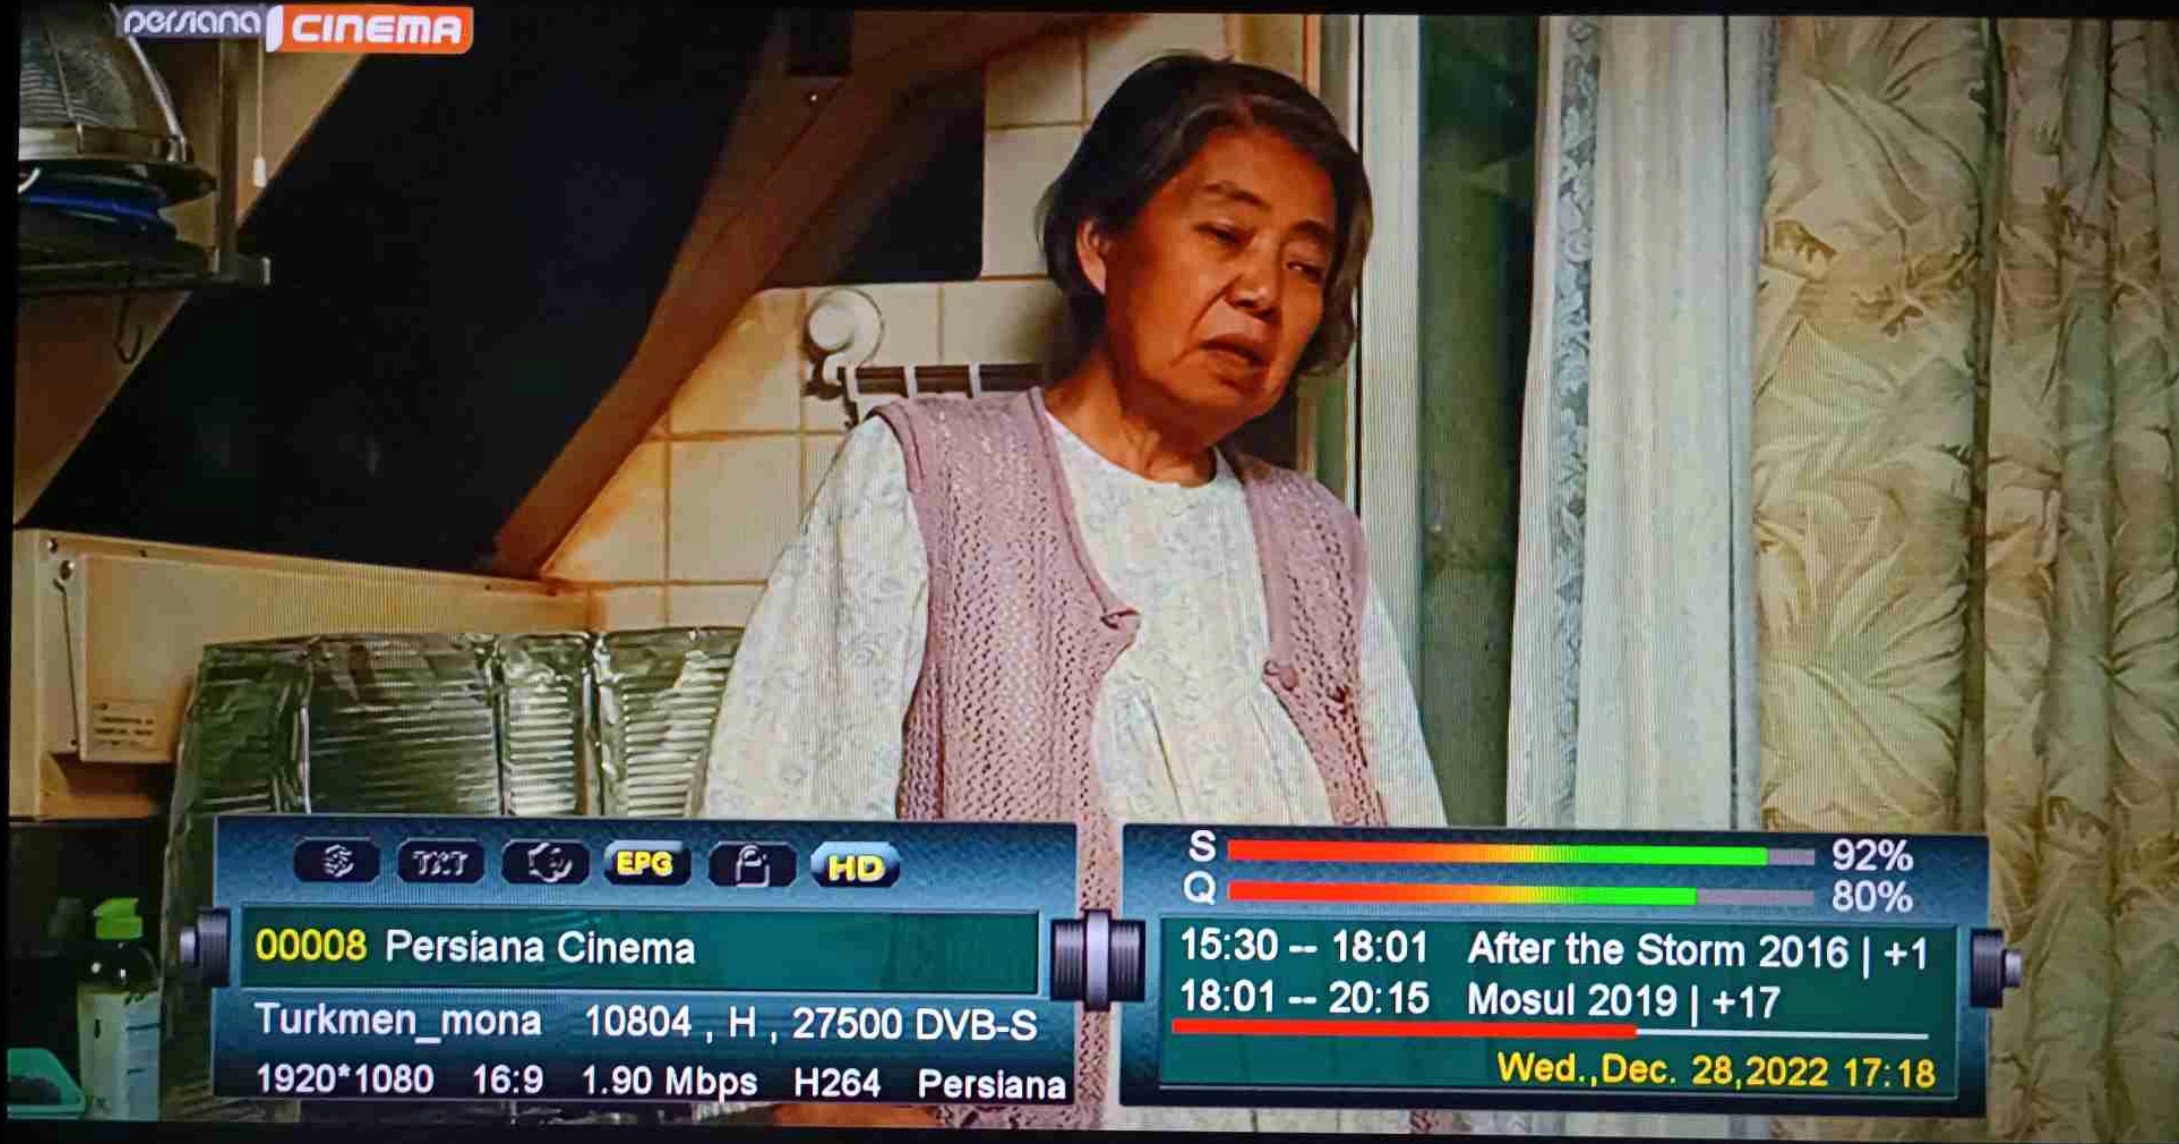 persiana CINEMA
TXT EPG HD
00008 Persiana Cinema
Turkmen_mona 10804 , H , 27500 DVB-S
1920*1080 16:9 1.90 Mbps H264 Persiana
S 92%
Q 80%
15:30 -- 18:01 After the Storm 2016 | +1
18:01 -- 20:15 Mosul 2019 | +17
Wed.,Dec. 28,2022 17:18